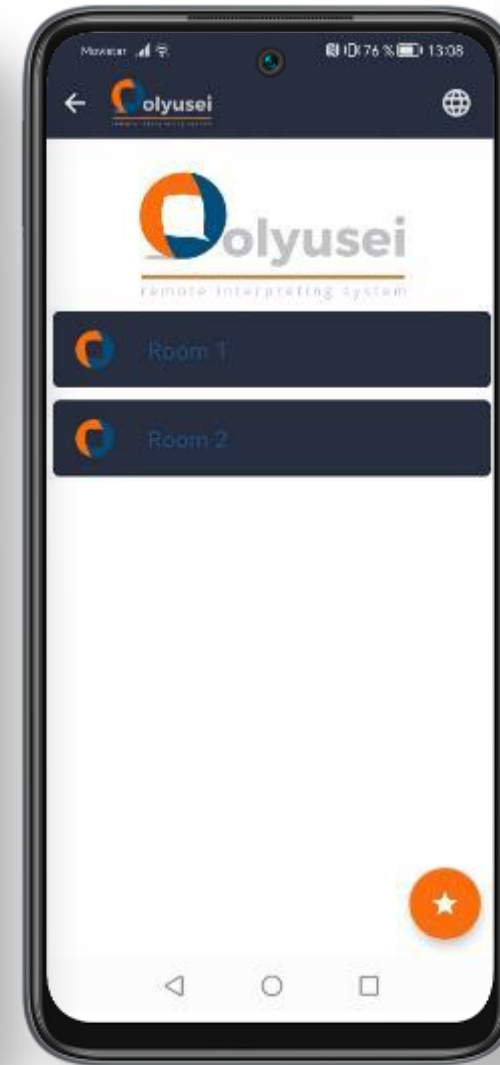 Movistar 76 % 13:08
olyusei
olyusei
remote interpreting system
Room 1
Room 2